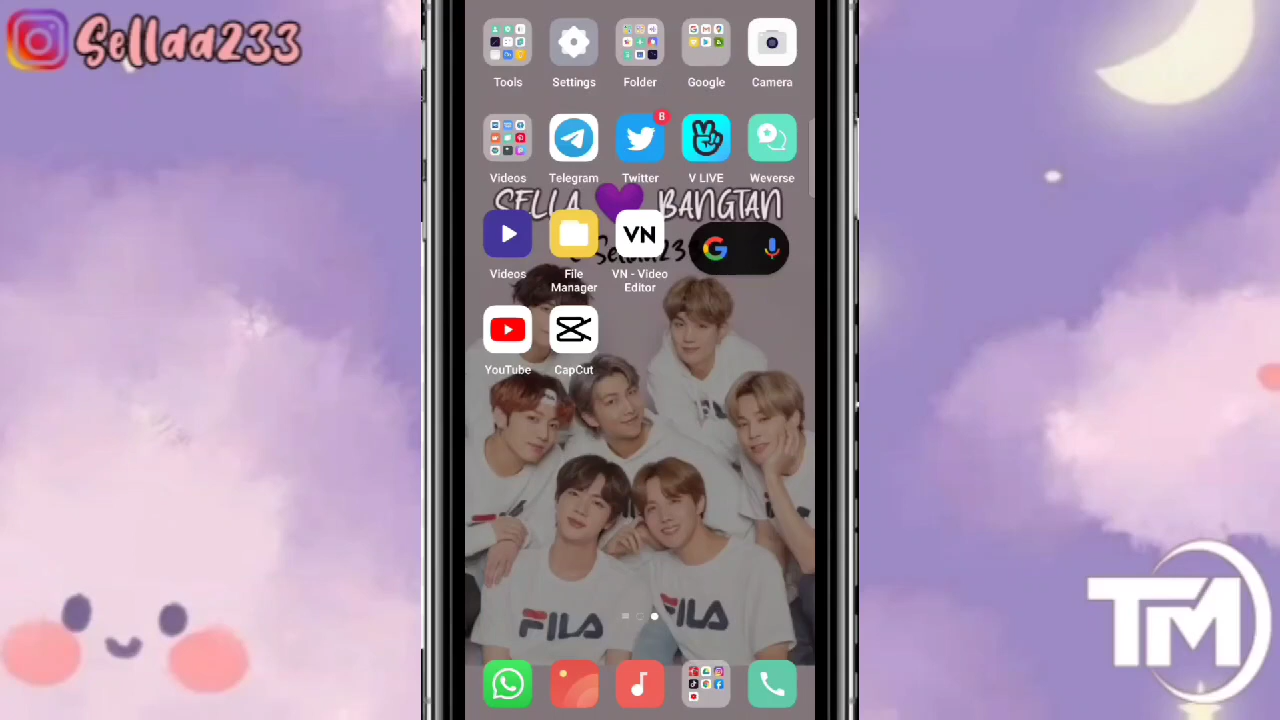 Sellaa233
Tools
Settings
Folder
Google
Camera
8
Videos
Telegram
Twitter
V LIVE
Weverse
SELLA 💜 BANGTAN
VN
G
Videos
File
Manager
VN - Video
Editor
YouTube
CapCut
FILA
FILA
TM